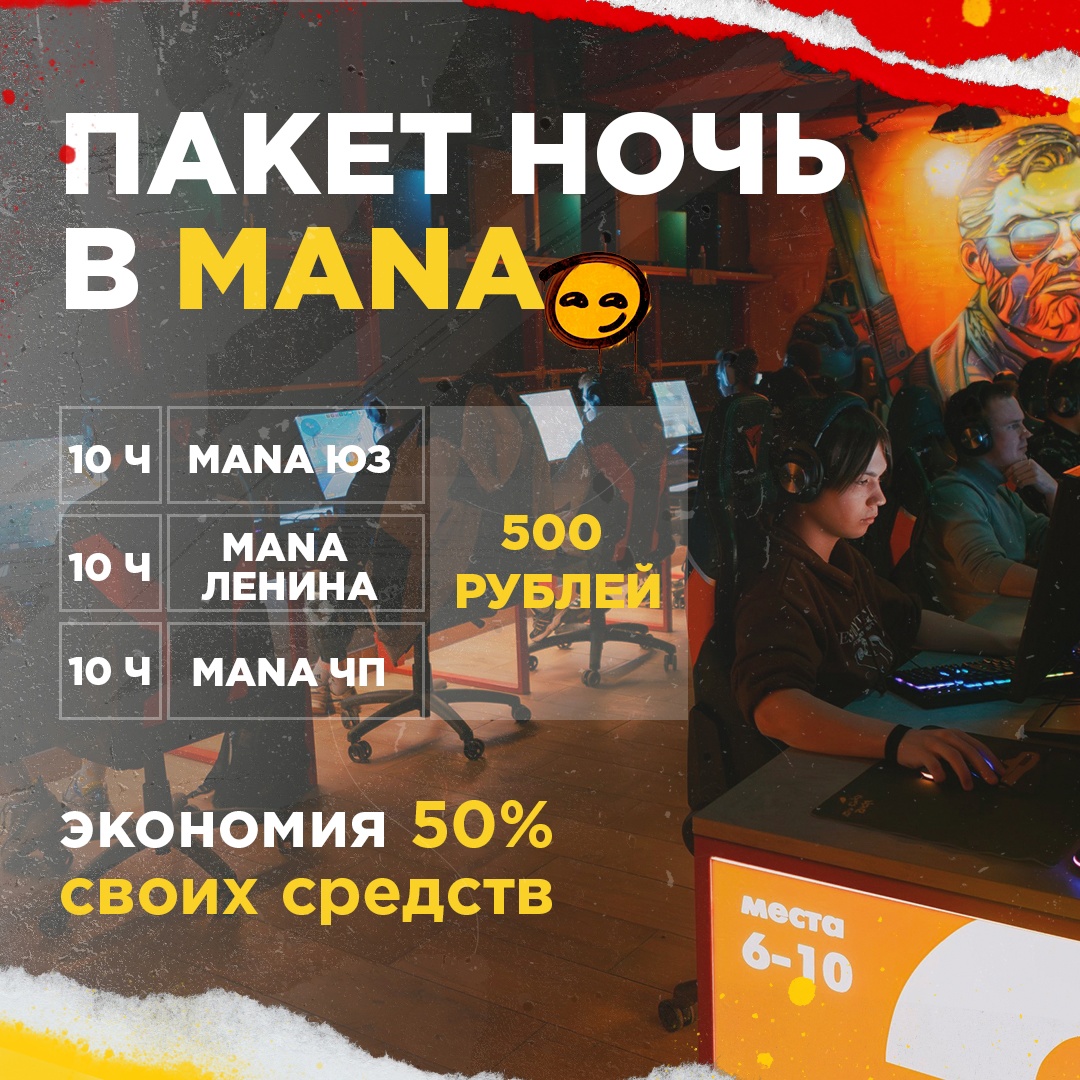 ПАКЕТ НОЧЬ
В MANA
10 Ч
MANA ЮЗ
10 Ч
MANA
ЛЕНИНА
10 Ч
MANA ЧП
500
РУБЛЕЙ
экономия 50%
своих средств
места
6-10